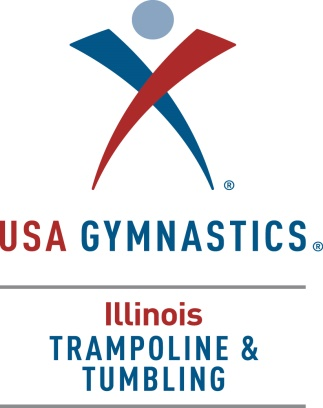 ®
USA GYMNASTICS®
Illinois
TRAMPOLINE &
TUMBLING